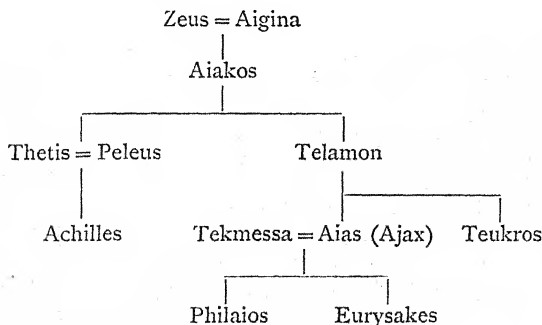 Zeus = Aigina
Aiakos
Thetis = Peleus Telamon
Achilles Tekmessa = Aias (Ajax) Teukros
Philaios Eurysakes